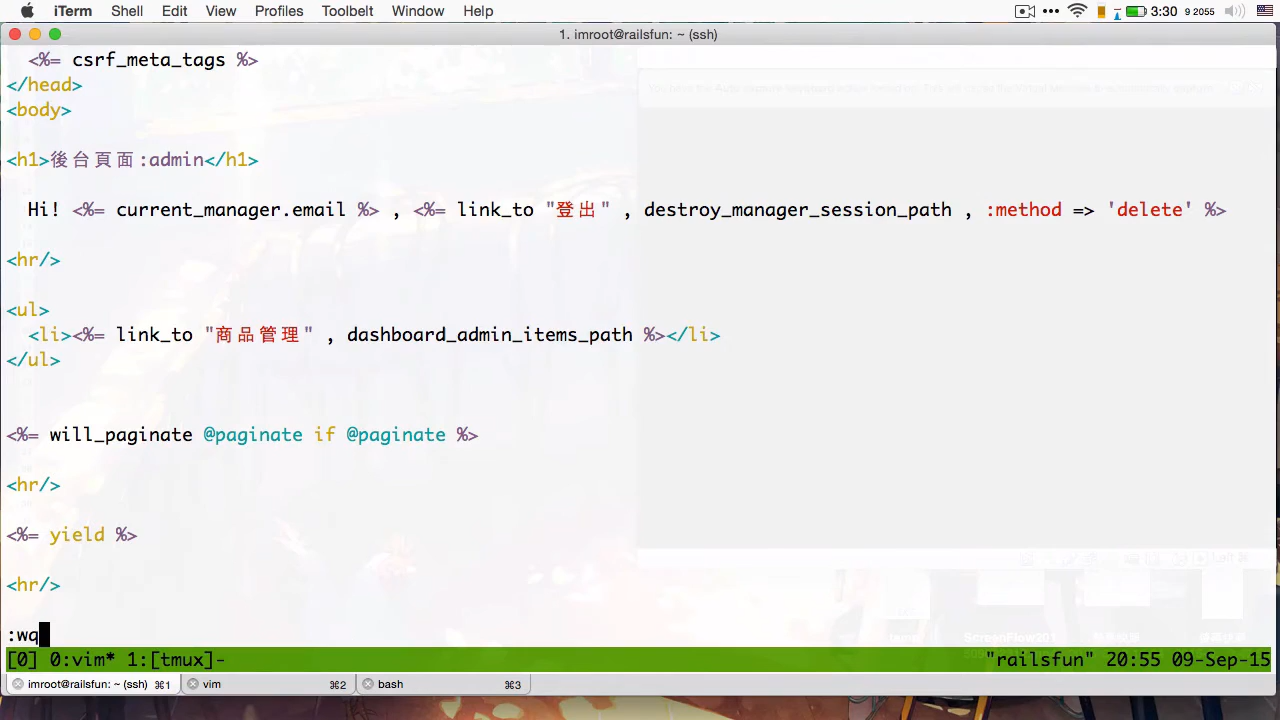 iTerm Shell Edit View Profiles Toolbelt Window Help 3:30 9 2055
1. imroot@railsfun: ~ (ssh)
<%= csrf_meta_tags %>
</head>
<body>
<h1>後台頁面:admin</h1>
Hi! <%= current_manager.email %> , <%= link_to "登出" , destroy_manager_session_path , :method => 'delete' %>
<hr/>
<ul>
<li><%= link_to "商品管理" , dashboard_admin_items_path %></li>
</ul>
<%= will_paginate @paginate if @paginate %>
<hr/>
<%= yield %>
<hr/>
:wq
[0] 0:vim* 1:[tmux]- "railsfun" 20:55 09-Sep-15
imroot@railsfun: ~ (ssh) ⌘1 vim ⌘2 bash ⌘3